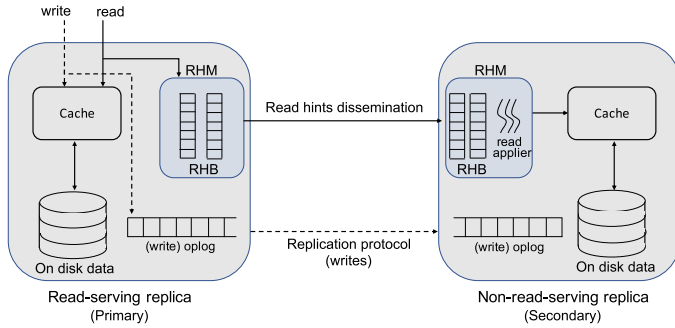 write
read
RHM
Cache
RHB
(write) oplog
On disk data
Read-serving replica
(Primary)
Read hints dissemination
Replication protocol
(writes)
RHM
read
applier
RHB
Cache
(write) oplog
On disk data
Non-read-serving replica
(Secondary)